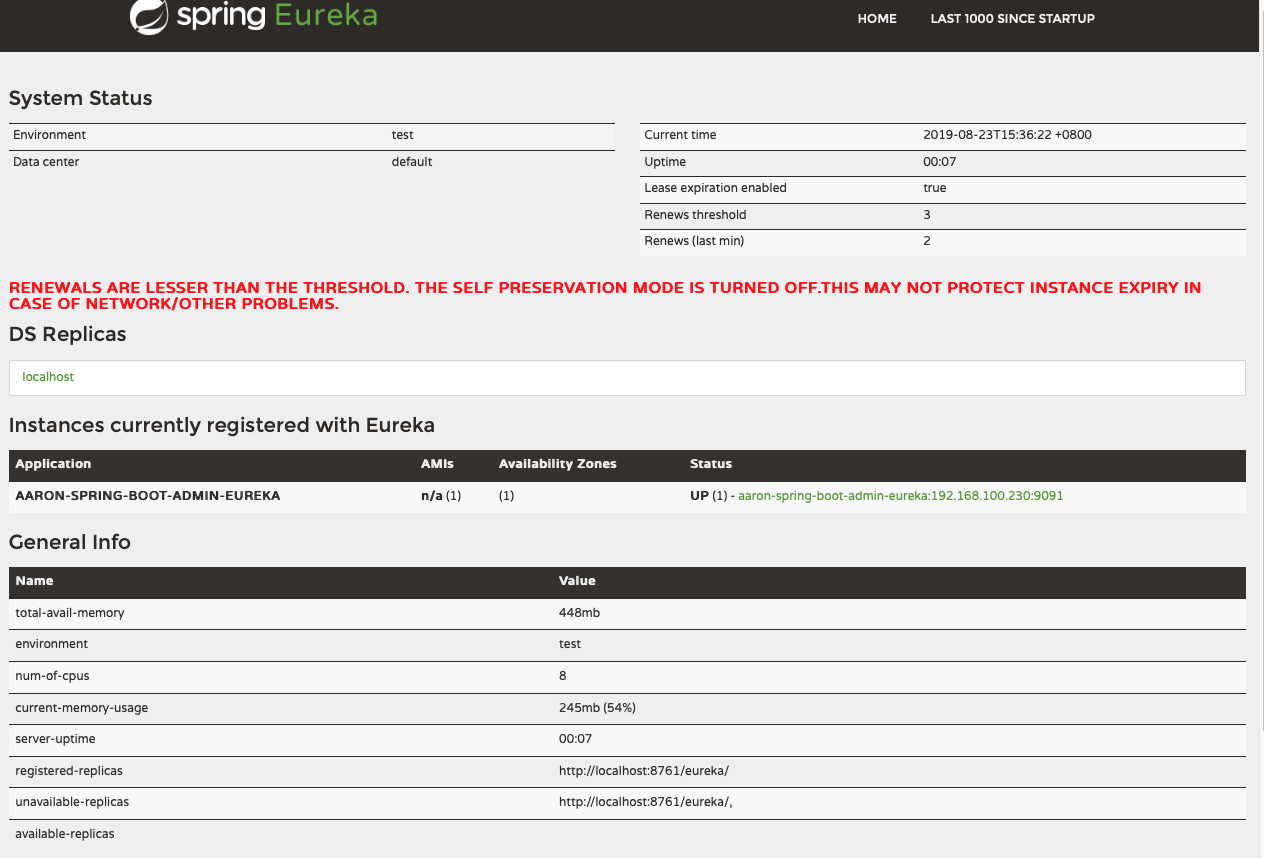 spring Eureka
HOME LAST 1000 SINCE STARTUP
System Status
Environment test
Data center default
Current time 2019-08-23T15:36:22 +0800
Uptime 00:07
Lease expiration enabled true
Renews threshold 3
Renews (last min) 2
RENEWALS ARE LESSER THAN THE THRESHOLD. THE SELF PRESERVATION MODE IS TURNED OFF.THIS MAY NOT PROTECT INSTANCE EXPIRY IN
CASE OF NETWORK/OTHER PROBLEMS.
DS Replicas
localhost
Instances currently registered with Eureka
Application AMIs Availability Zones Status
AARON-SPRING-BOOT-ADMIN-EUREKA n/a (1) (1) UP (1) - aaron-spring-boot-admin-eureka:192.168.100.230:9091
General Info
Name Value
total-avail-memory 448mb
environment test
num-of-cpus 8
current-memory-usage 245mb (54%)
server-uptime 00:07
registered-replicas http://localhost:8761/eureka/
unavailable-replicas http://localhost:8761/eureka/,
available-replicas